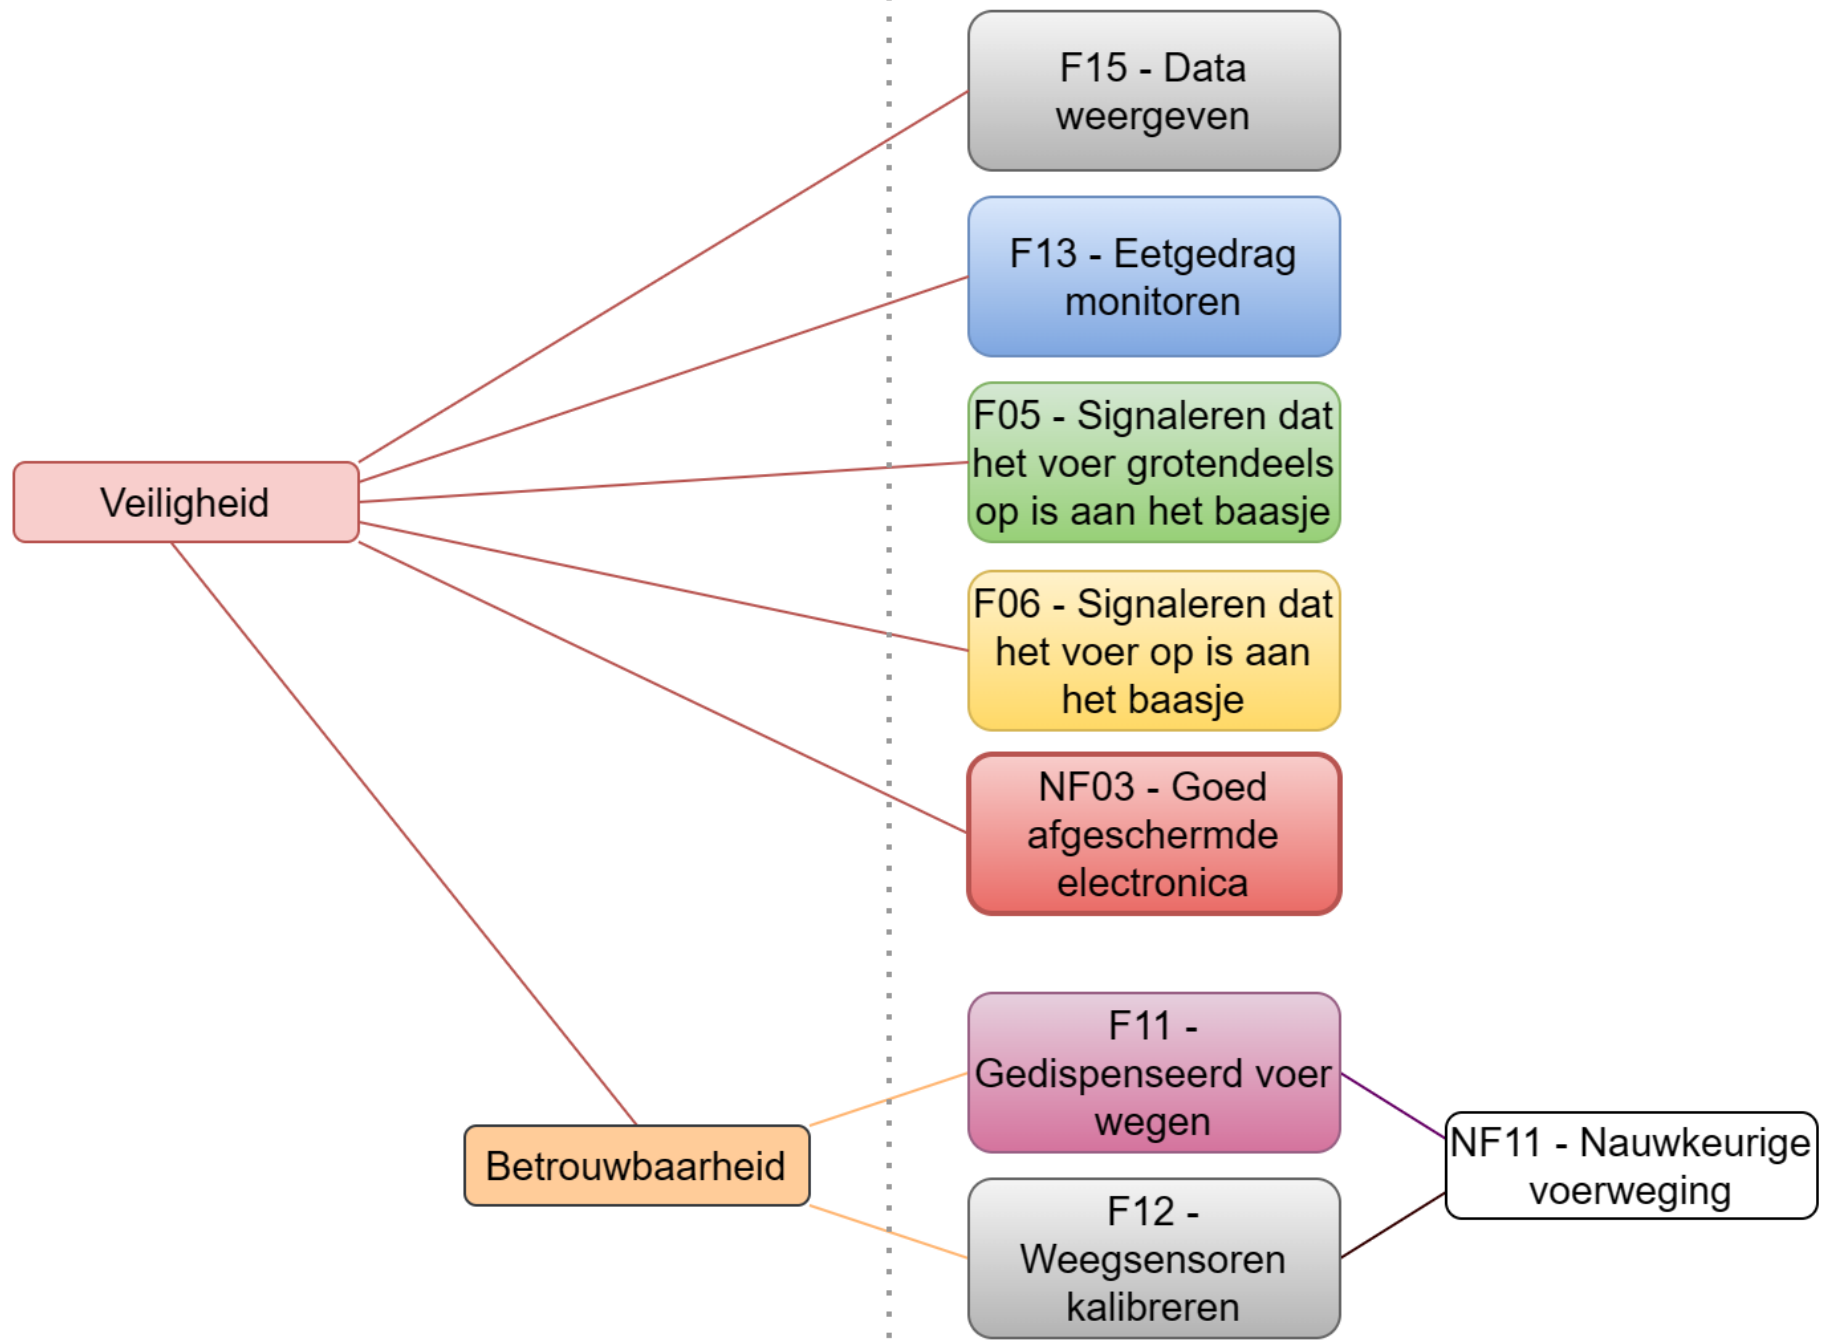 F15 - Data
weergeven
F13 - Eetgedrag
monitoren
F05 - Signaleren dat
het voer grotendeels
op is aan het baasje
Veiligheid
F06 - Signaleren dat
het voer op is aan
het baasje
NF03 - Goed
afgeschermde
electronica
F11 -
Gedispenseerd voer
wegen
Betrouwbaarheid
NF11 - Nauwkeurige
voerweging
F12 -
Weegsensoren
kalibreren